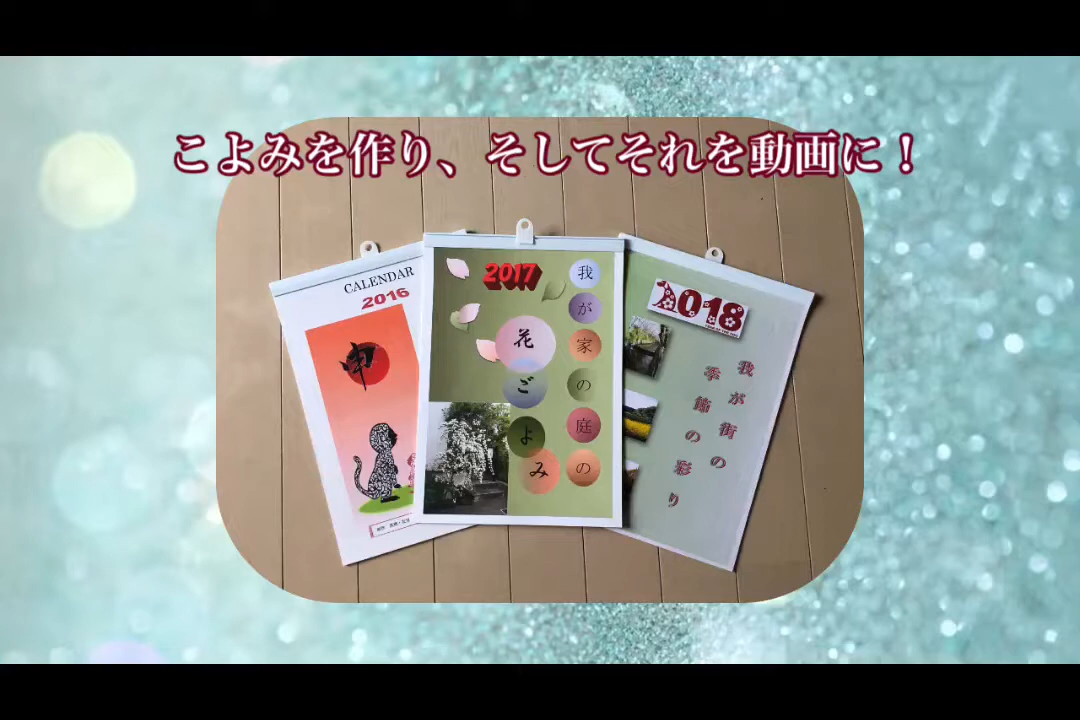 こよみを作り、そしてそれを動画に！
CALENDAR
2016
申
2017
我が家の庭の
花ごよみ
2018
我が街の
季節の彩り